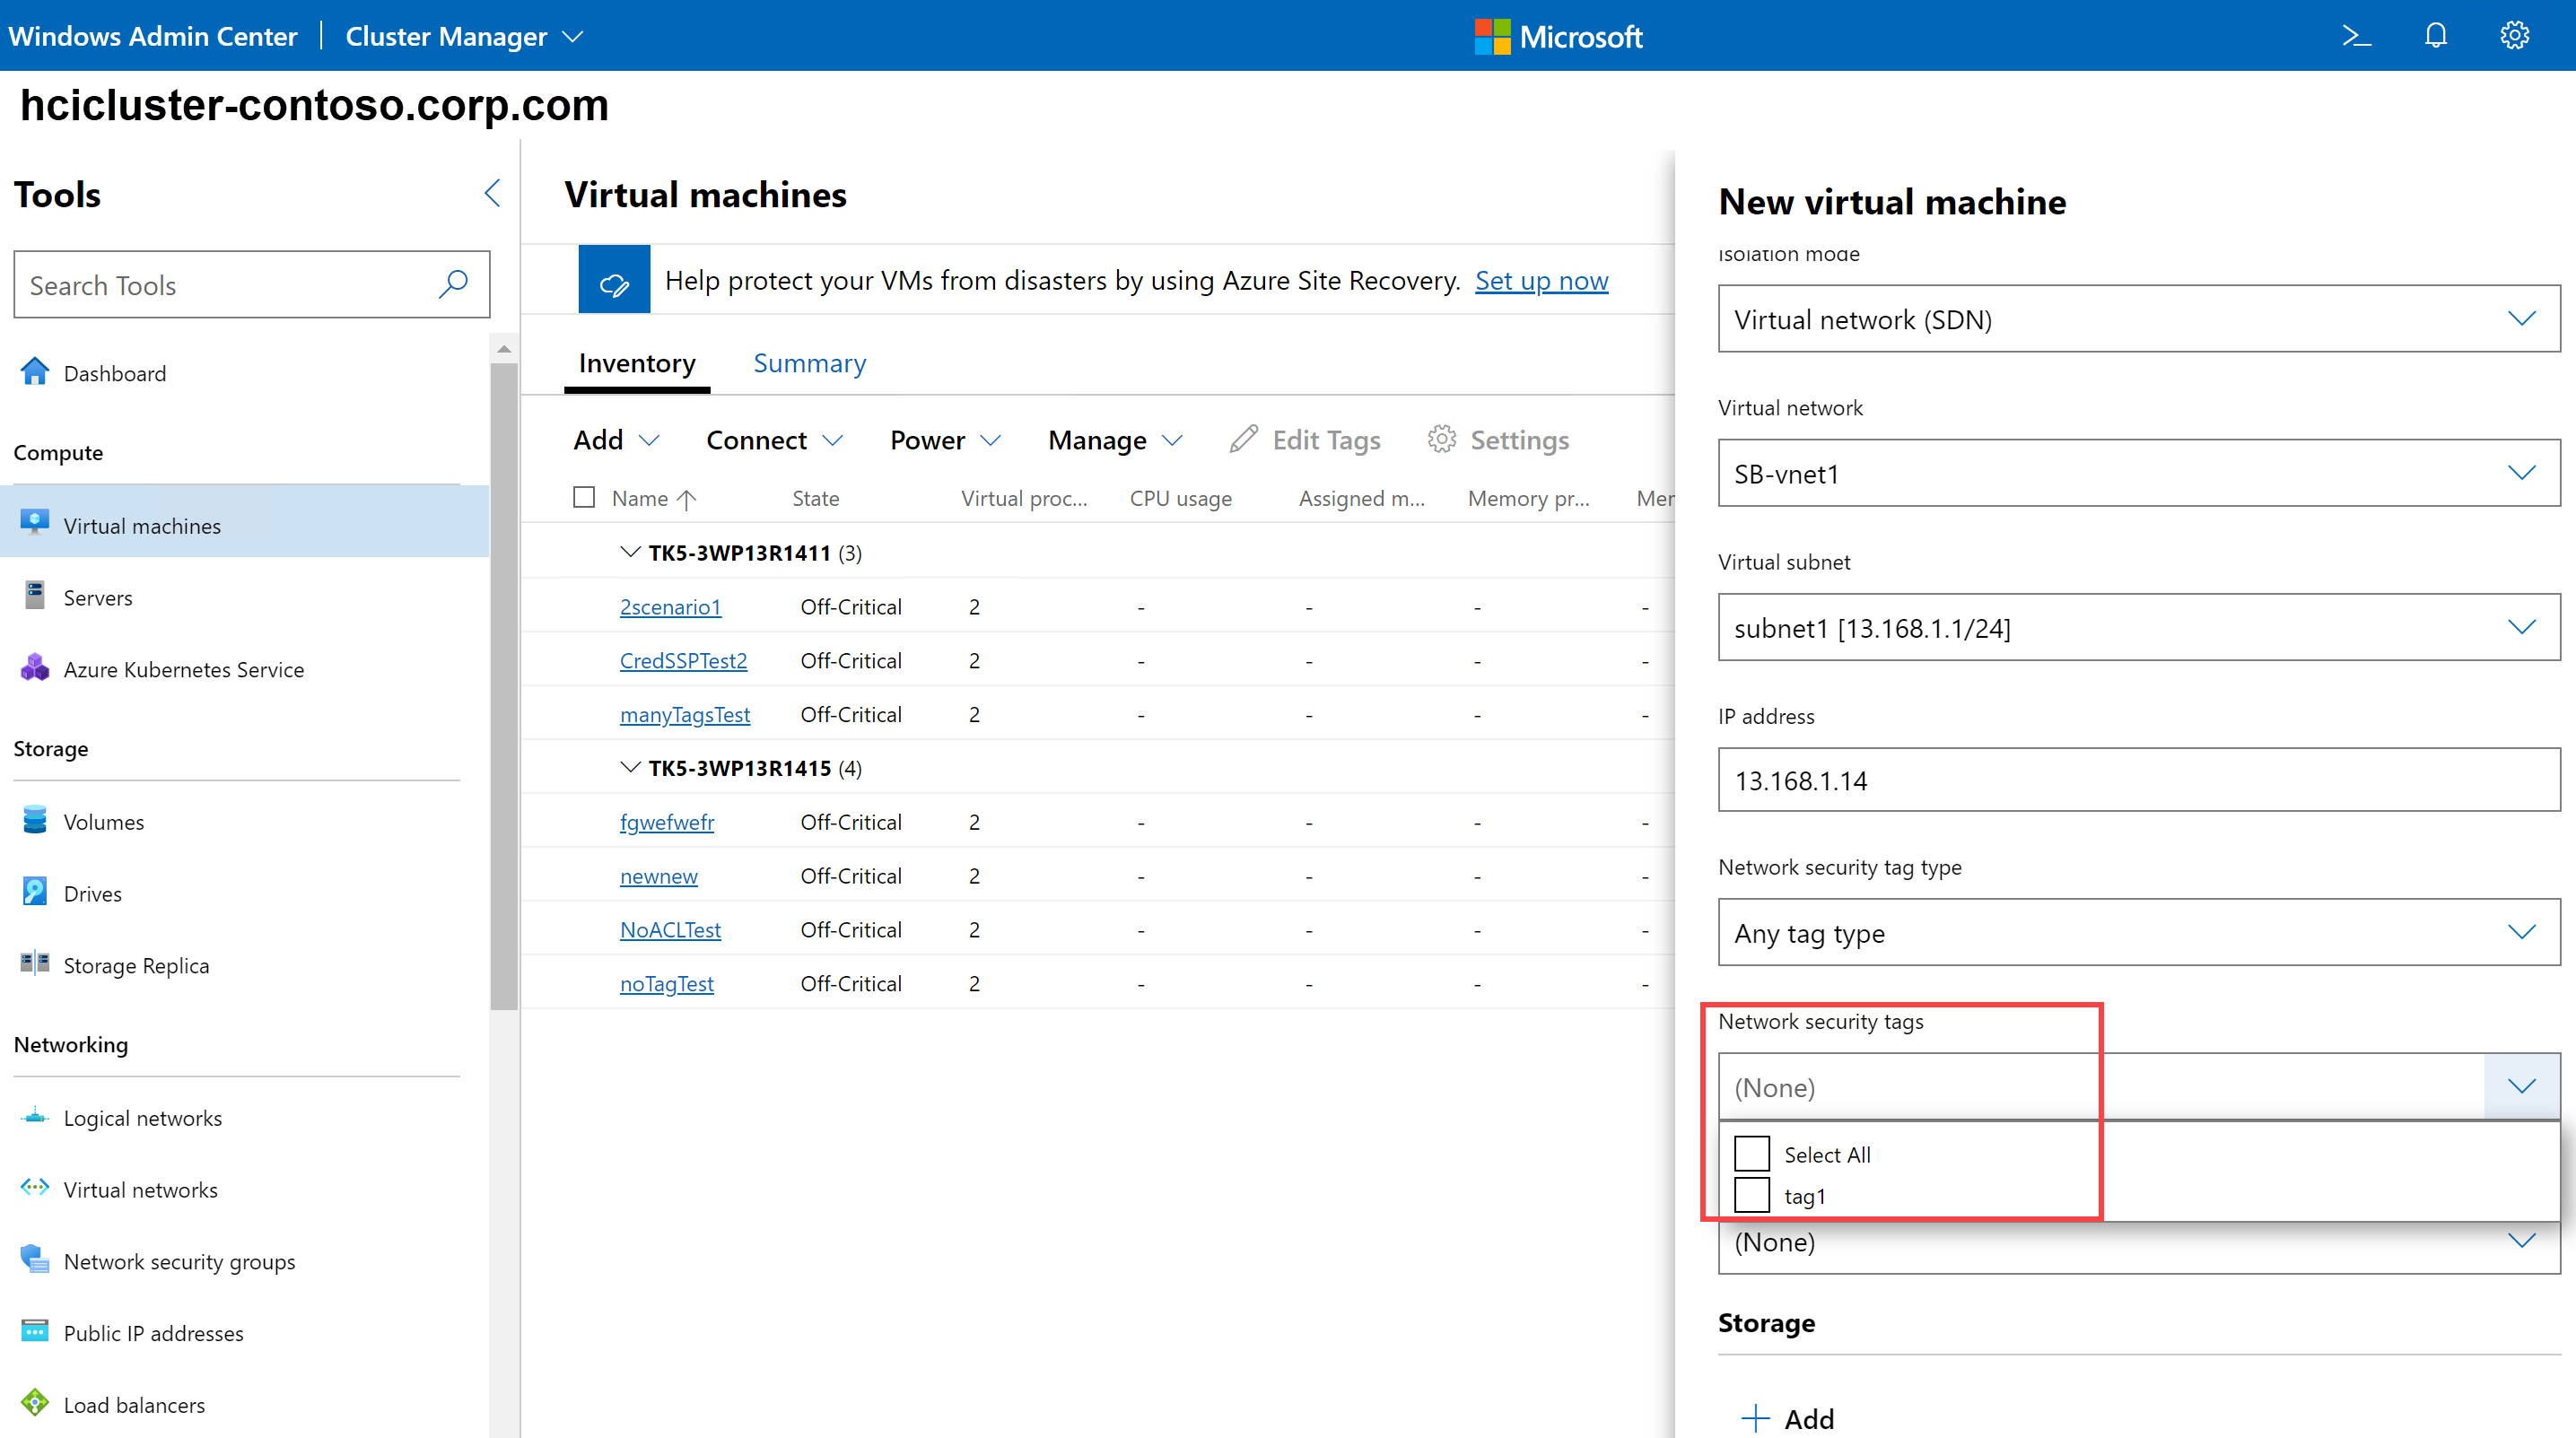 Windows Admin Center | Cluster Manager
Microsoft
hcicluster-contoso.corp.com
Tools
Search Tools
Dashboard
Compute
Virtual machines
Servers
Azure Kubernetes Service
Storage
Volumes
Drives
Storage Replica
Networking
Logical networks
Virtual networks
Network security groups
Public IP addresses
Load balancers
Virtual machines
Help protect your VMs from disasters by using Azure Site Recovery. Set up now
Inventory Summary
Add Connect Power Manage Edit Tags Settings
Name State Virtual proc... CPU usage Assigned m... Memory pr... Mer
TK5-3WP13R1411 (3)
2scenario1 Off-Critical 2 - - - -
CredSSPTest2 Off-Critical 2 - - - -
manyTagsTest Off-Critical 2 - - - -
TK5-3WP13R1415 (4)
fgwefwefr Off-Critical 2 - - - -
newnew Off-Critical 2 - - - -
NoACLTest Off-Critical 2 - - - -
noTagTest Off-Critical 2 - - - -
New virtual machine
Isolation mode
Virtual network (SDN)
Virtual network
SB-vnet1
Virtual subnet
subnet1 [13.168.1.1/24]
IP address
13.168.1.14
Network security tag type
Any tag type
Network security tags
(None)
Select All
tag1
(None)
Storage
Add